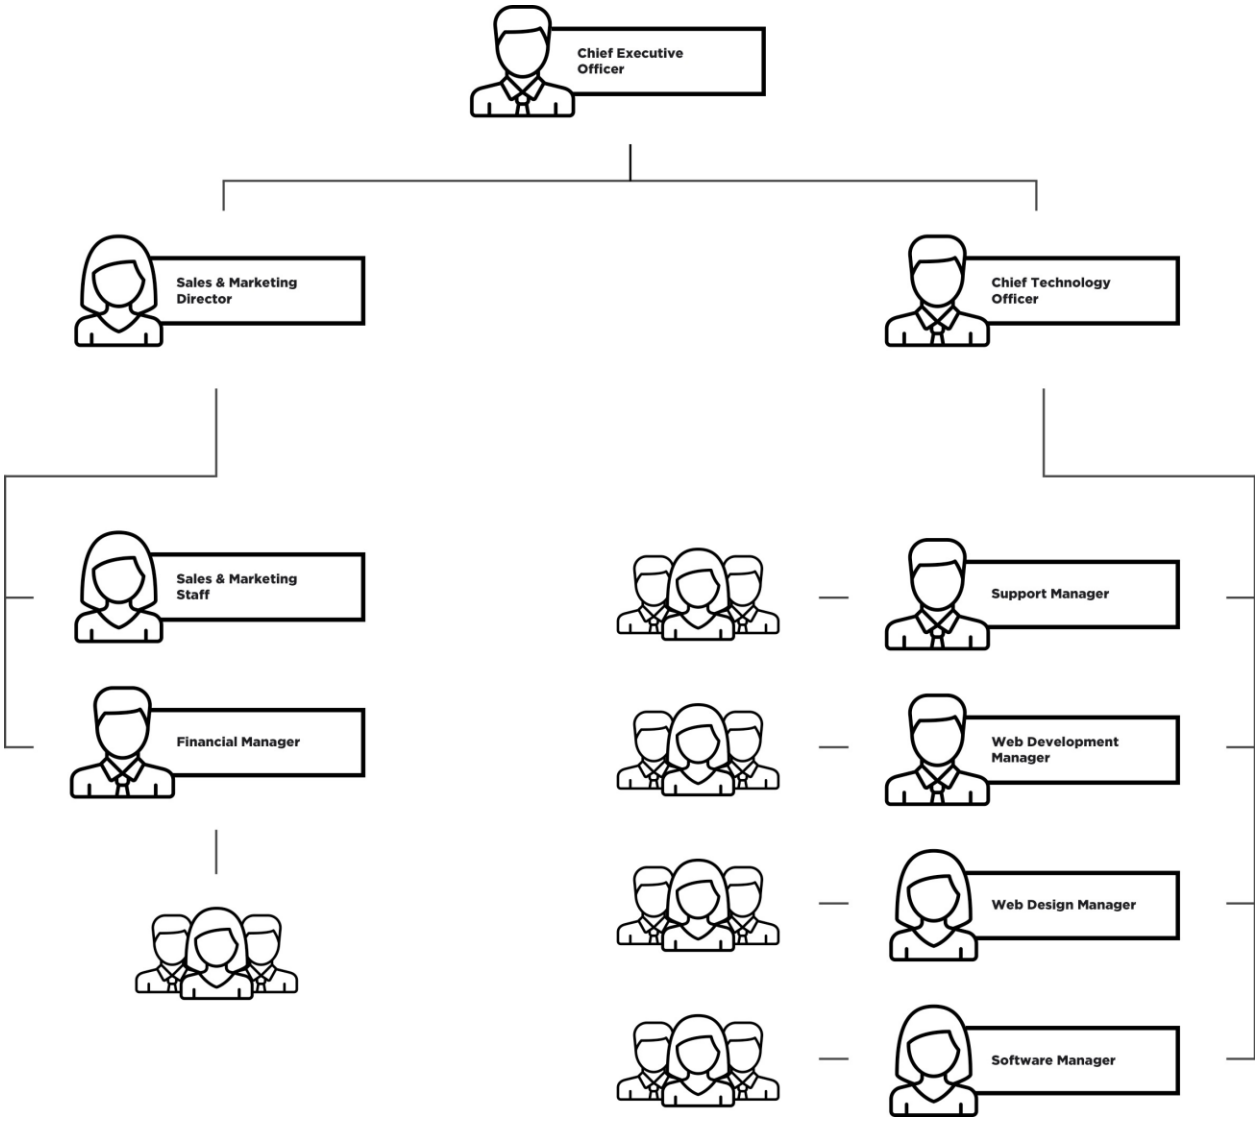 Chief Executive
Officer
Sales & Marketing
Director
Chief Technology
Officer
Sales & Marketing
Staff
Financial Manager
Support Manager
Web Development
Manager
Web Design Manager
Software Manager